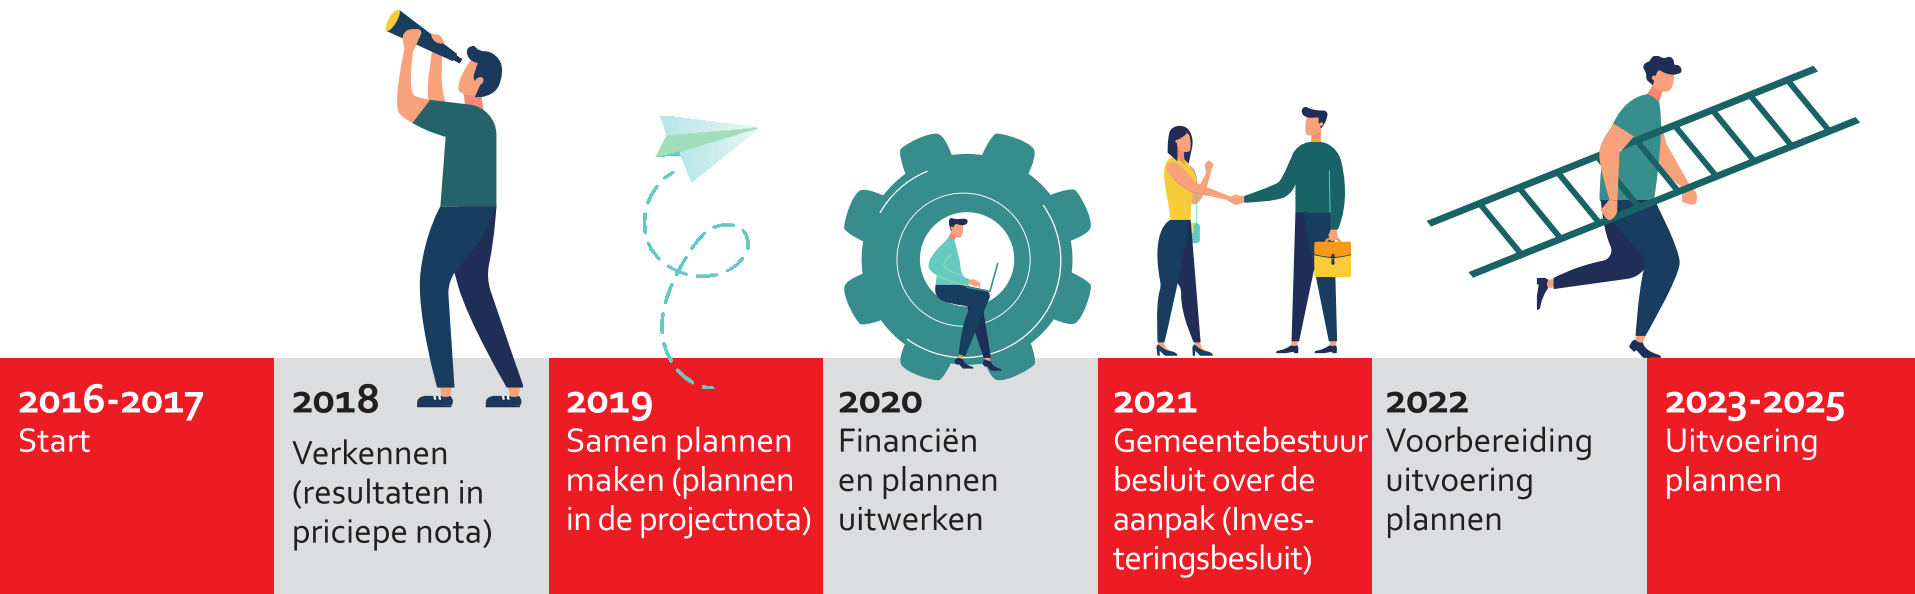 2016-2017
Start
2018
Verkennen
(resultaten in
priciepe nota)
2019
Samen plannen
maken (plannen
in de projectnota)
2020
Financiën
en plannen
uitwerken
2021
Gemeentebestuur
besluit over de
aanpak (Inves-
teringsbesluit)
2022
Voorbereiding
uitvoering
plannen
2023-2025
Uitvoering
plannen